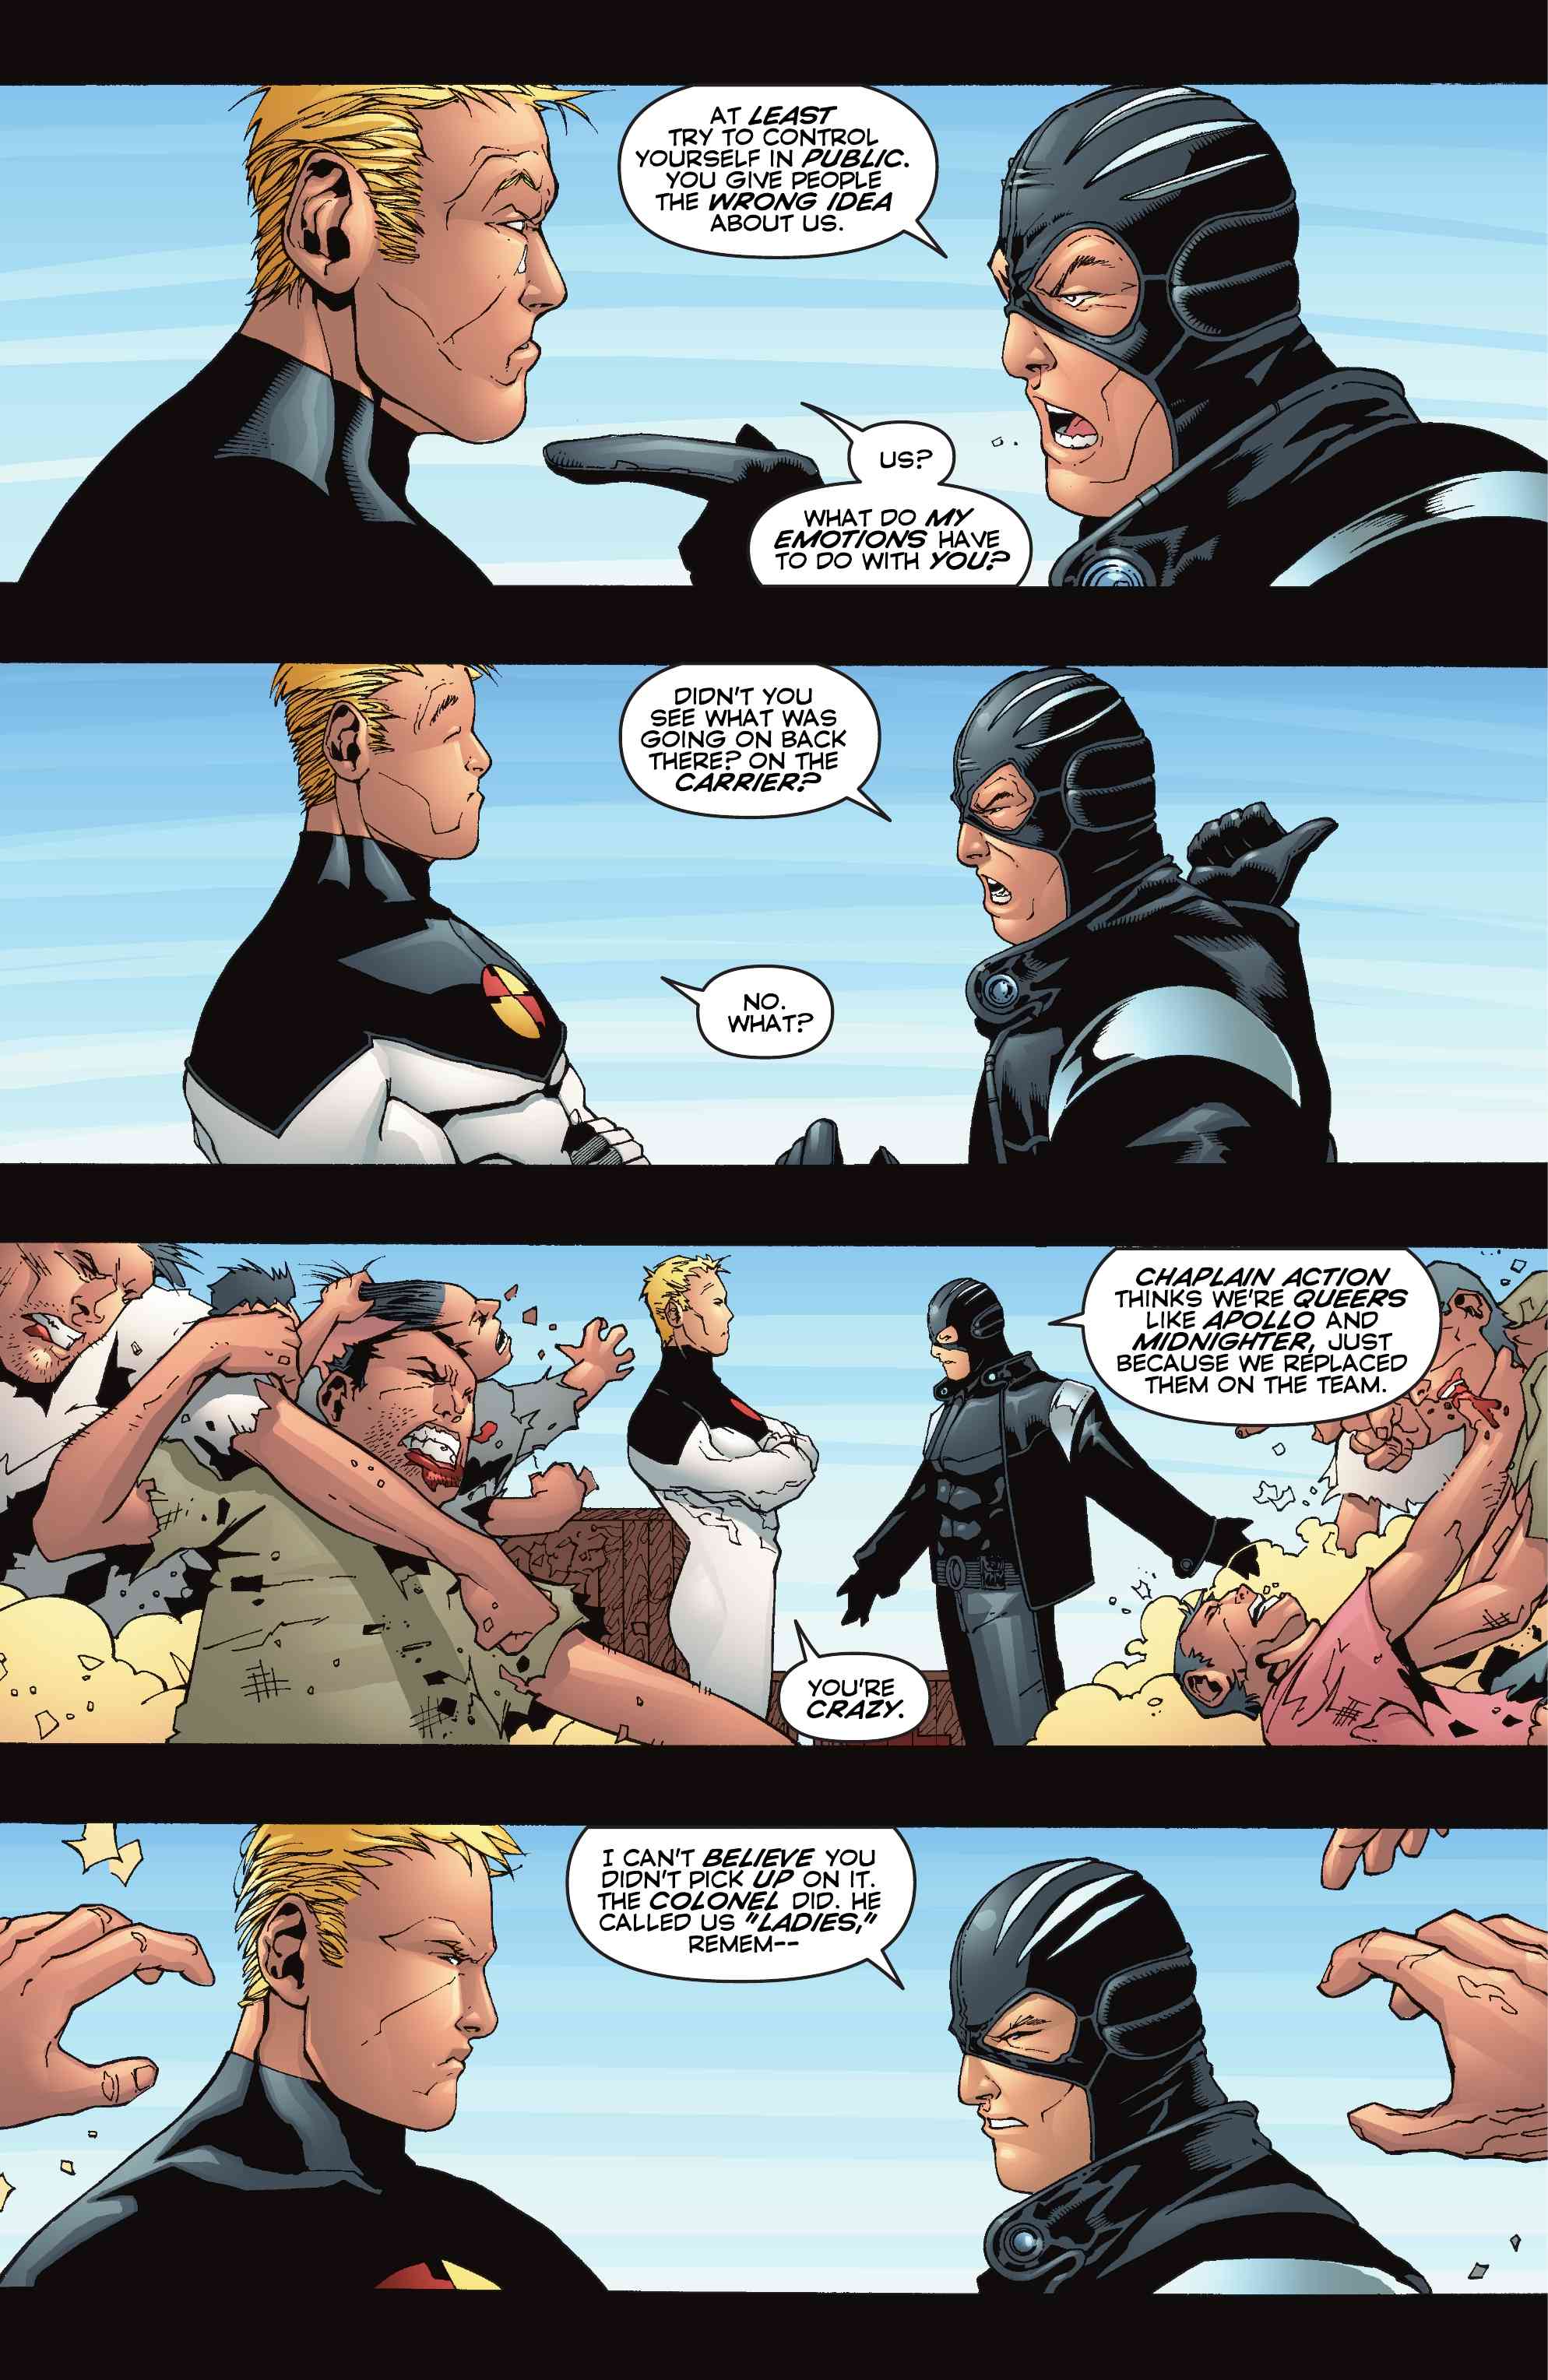 AT LEAST
TRY TO CONTROL
YOURSELF IN PUBLIC.
YOU GIVE PEOPLE
THE WRONG IDEA
ABOUT US.
US?
WHAT DO MY
EMOTIONS HAVE
TO DO WITH YOU?
DIDN'T YOU
SEE WHAT WAS
GOING ON BACK
THERE? ON THE
CARRIER?
NO.
WHAT?
CHAPLAIN ACTION
THINKS WE'RE QUEERS
LIKE APOLLO AND
MIDNIGHTER, JUST
BECAUSE WE REPLACED
THEM ON THE TEAM.
YOU'RE
CRAZY.
I CAN'T BELIEVE YOU
DIDN'T PICK UP ON IT.
THE COLONEL DID. HE
CALLED US "LADIES,"
REMEM--